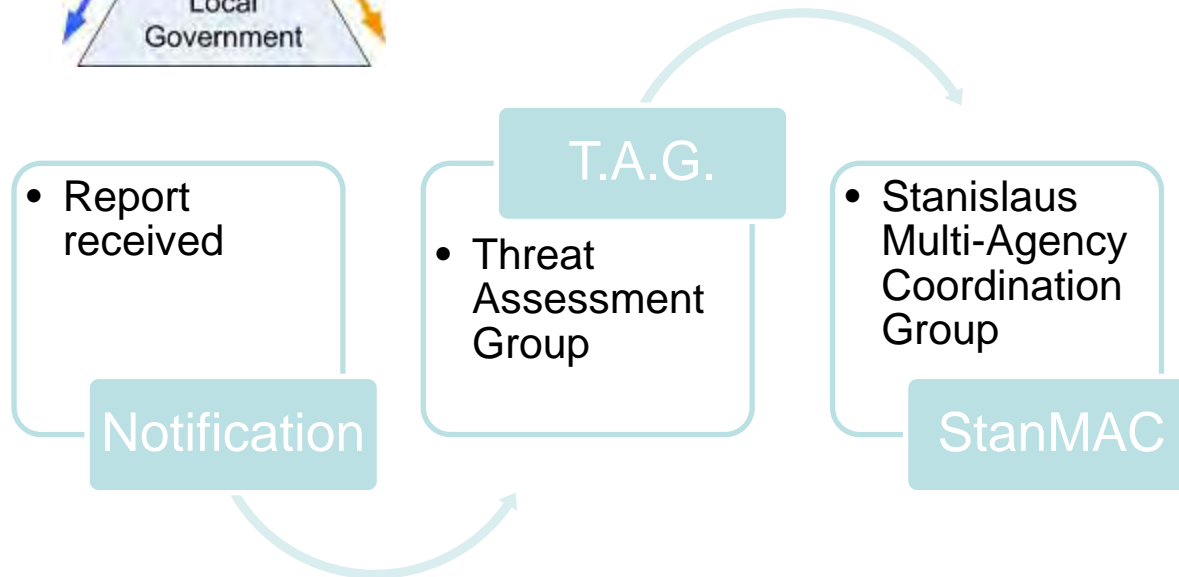 Local
Government
• Report
received
Notification
T.A.G.
• Threat
Assessment
Group
• Stanislaus
Multi-Agency
Coordination
Group
StanMAC